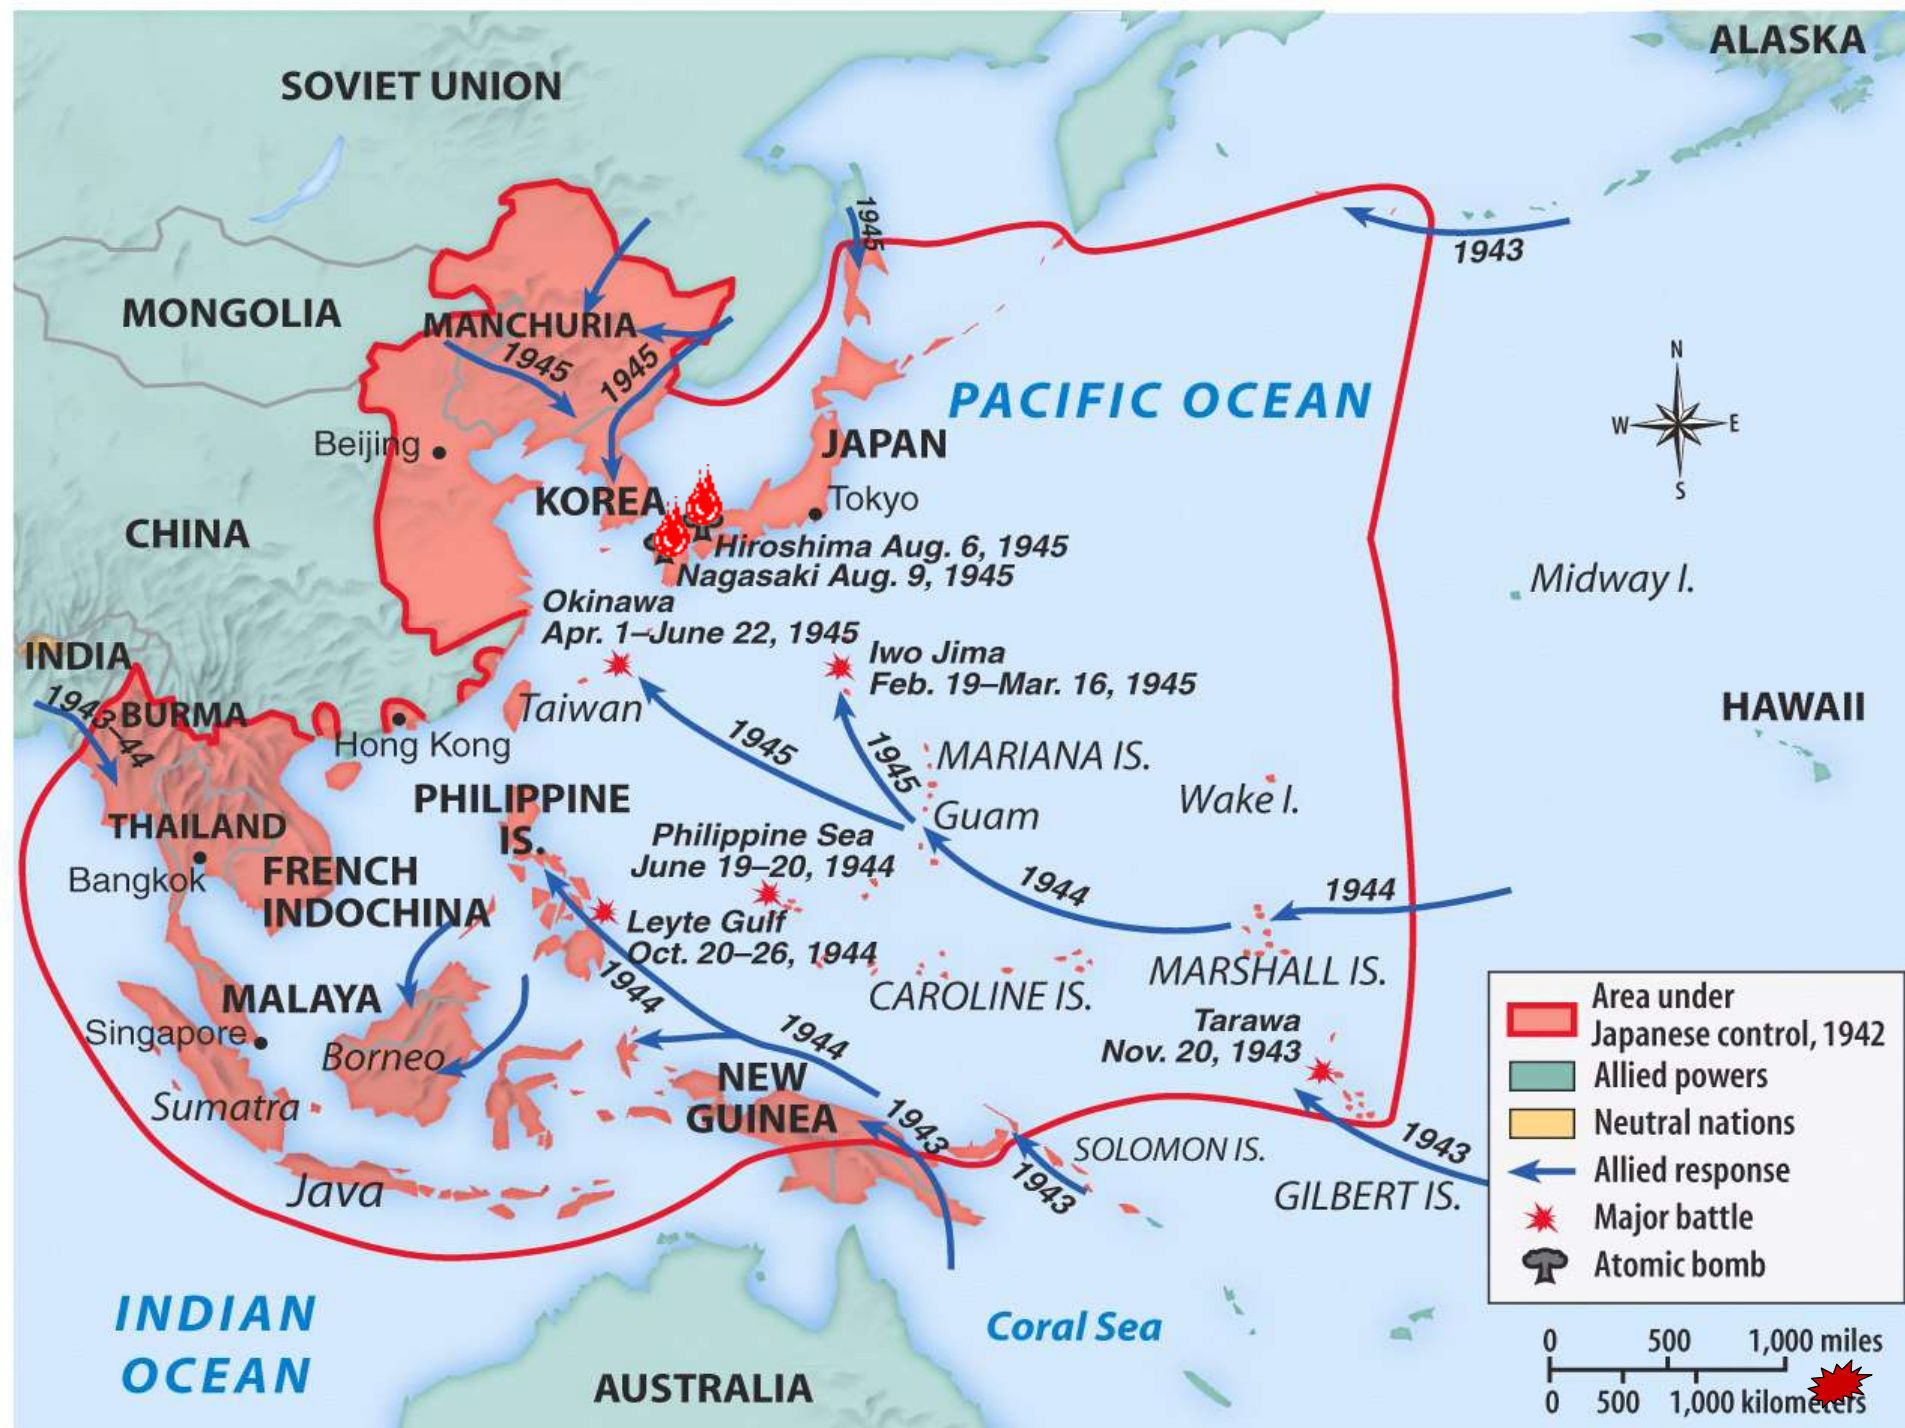 ALASKA
SOVIET UNION
1945
1943
MONGOLIA
MANCHURIA
1945
1945
PACIFIC OCEAN
N
W
E
S
Beijing
JAPAN
KOREA
Tokyo
CHINA
Hiroshima Aug. 6, 1945
Nagasaki Aug. 9, 1945
Midway I.
Okinawa
Apr. 1–June 22, 1945
INDIA
Iwo Jima
Feb. 19–Mar. 16, 1945
1943–44
BURMA
Taiwan
HAWAII
Hong Kong
1945
1945
MARIANA IS.
PHILIPPINE
IS.
Wake I.
Guam
THAILAND
Philippine Sea
June 19–20, 1944
Bangkok
FRENCH
INDOCHINA
1944
1944
Leyte Gulf
Oct. 20–26, 1944
MARSHALL IS.
CAROLINE IS.
1944
MALAYA
Singapore
Borneo
1944
Tarawa
Nov. 20, 1943
NEW
GUINEA
Sumatra
1943
1943
SOLOMON IS.
1943
GILBERT IS.
Java
Area under
Japanese control, 1942
Allied powers
Neutral nations
Allied response
Major battle
Atomic bomb
INDIAN
OCEAN
Coral Sea
AUSTRALIA
0 500 1,000 miles
0 500 1,000 kilometers